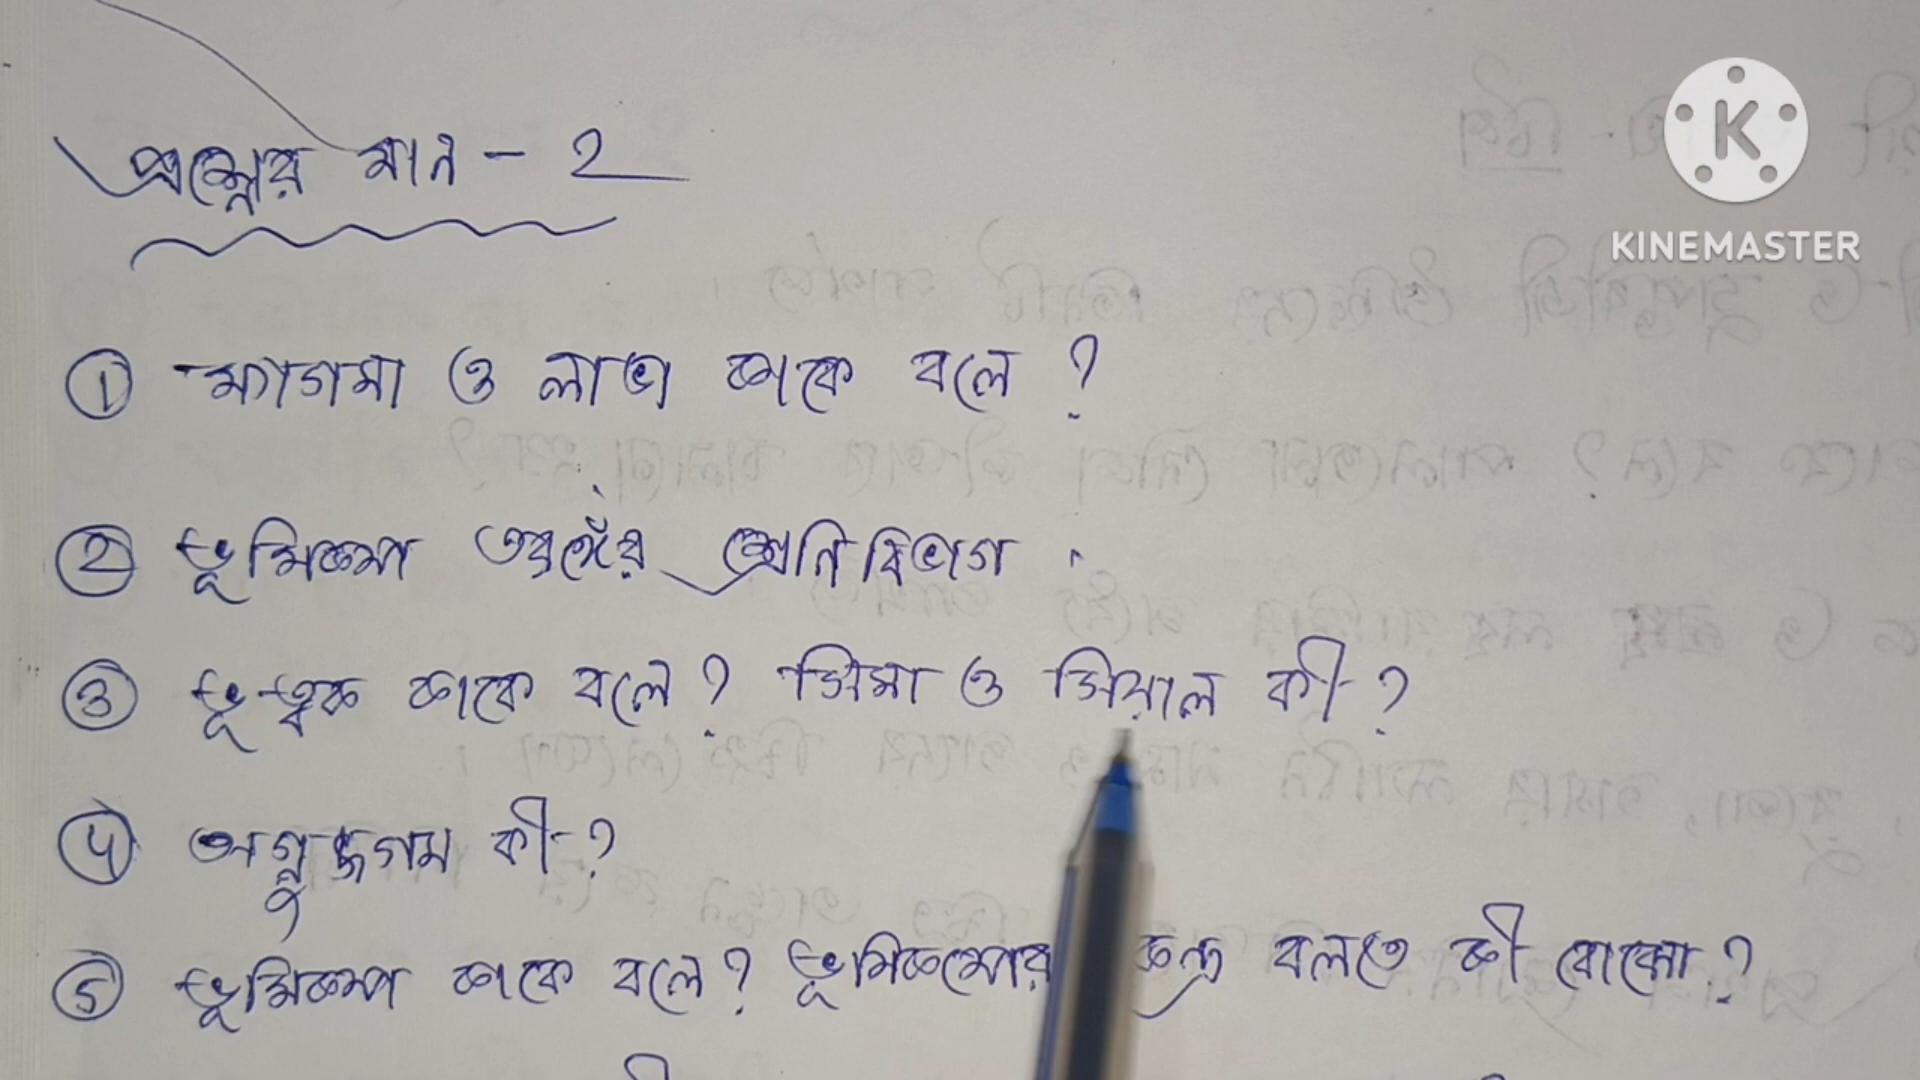 প্রশ্নের মান - 2
K
KINEMASTER
① ম্যাগমা ও লাভা কাকে বলে ?
② ভূমিকম্প তরঙ্গের শ্রেনিবিভাগ
③ ভূ-ত্বক কাকে বলে ? সিমা ও সিয়াল কী ?
④ অগ্ন্যুদ্গম কী ?
⑤ ভূমিকম্প কাকে বলে ? ভূমিকম্পের বলতে কী বোঝো ?